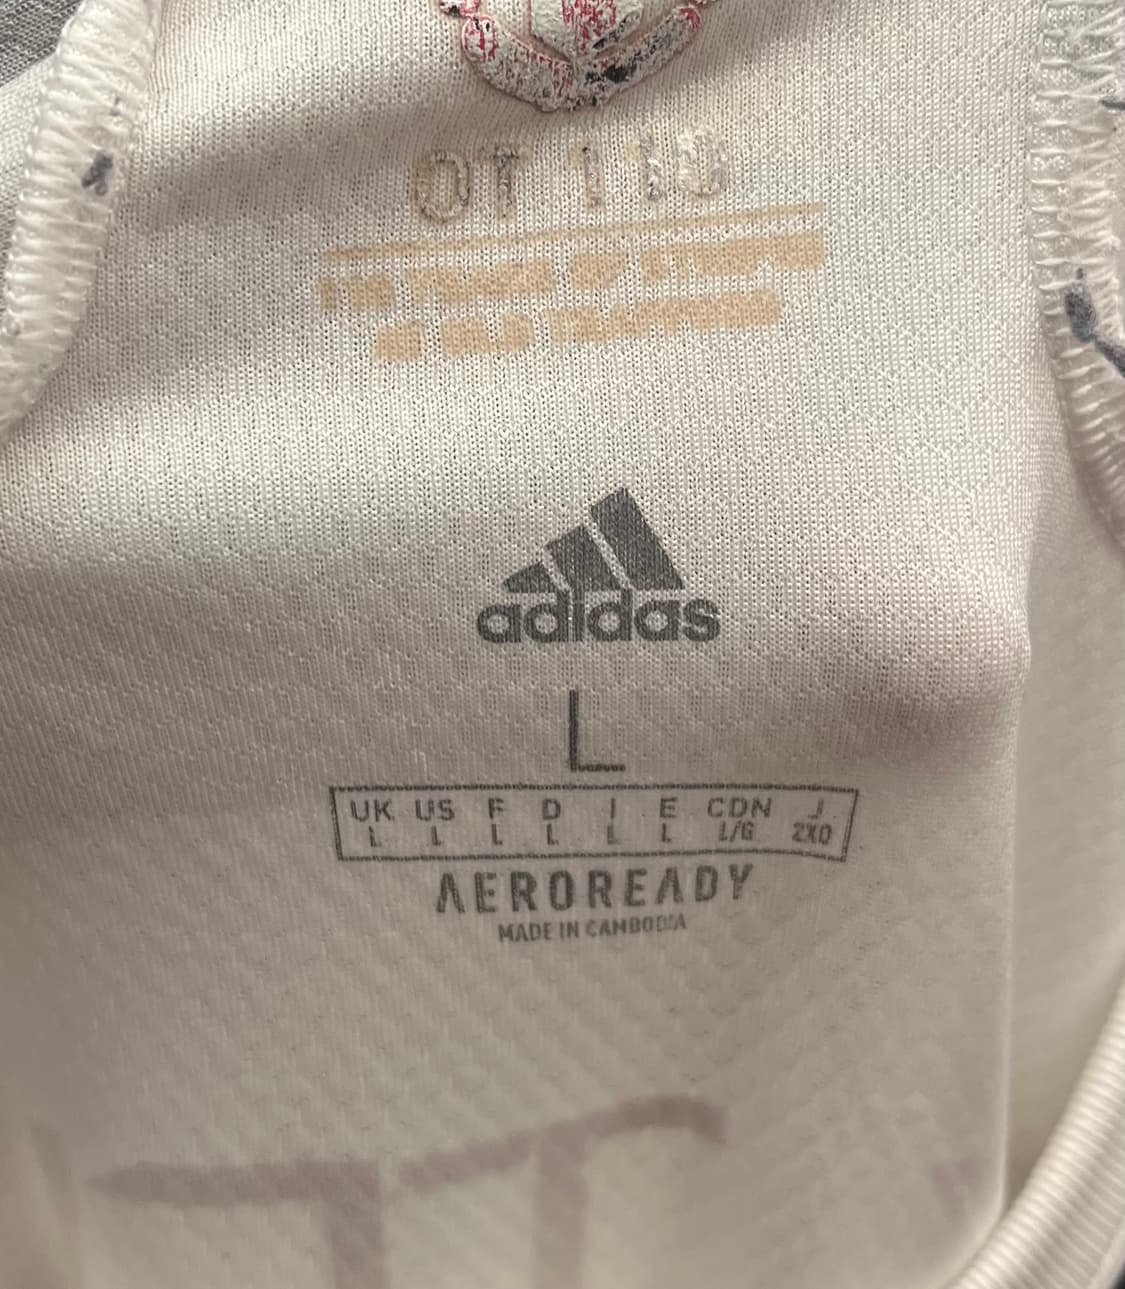 OT 110
adidas
L
UK US F D I E CDN J
L L L L L L L/G 2XO
AEROREADY
MADE IN CAMBODIA